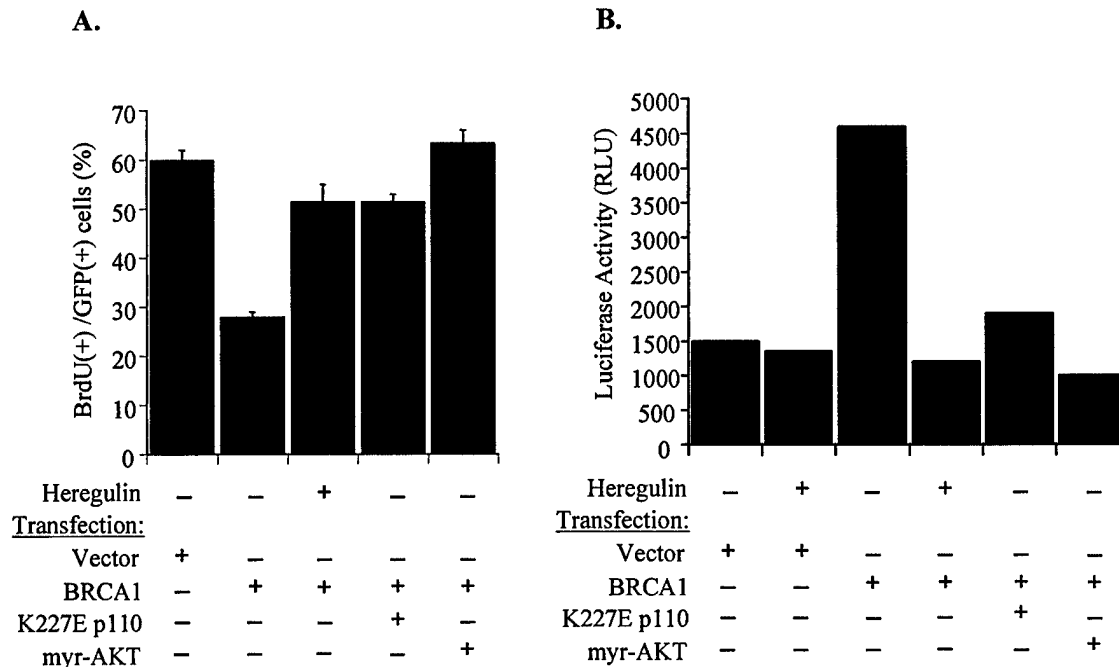 A.
BrdU(+) /GFP(+) cells (%)
70
60
50
40
30
20
10
0
Heregulin – – + – –
Transfection:
Vector + – – – –
BRCA1 – + + + +
K227E p110 – – – + –
myr-AKT – – – – +
B.
Luciferase Activity (RLU)
5000
4500
4000
3500
3000
2500
2000
1500
1000
500
0
Heregulin – + – + – –
Transfection:
Vector + + – – – –
BRCA1 – – + + + +
K227E p110 – – – – + –
myr-AKT – – – – – +